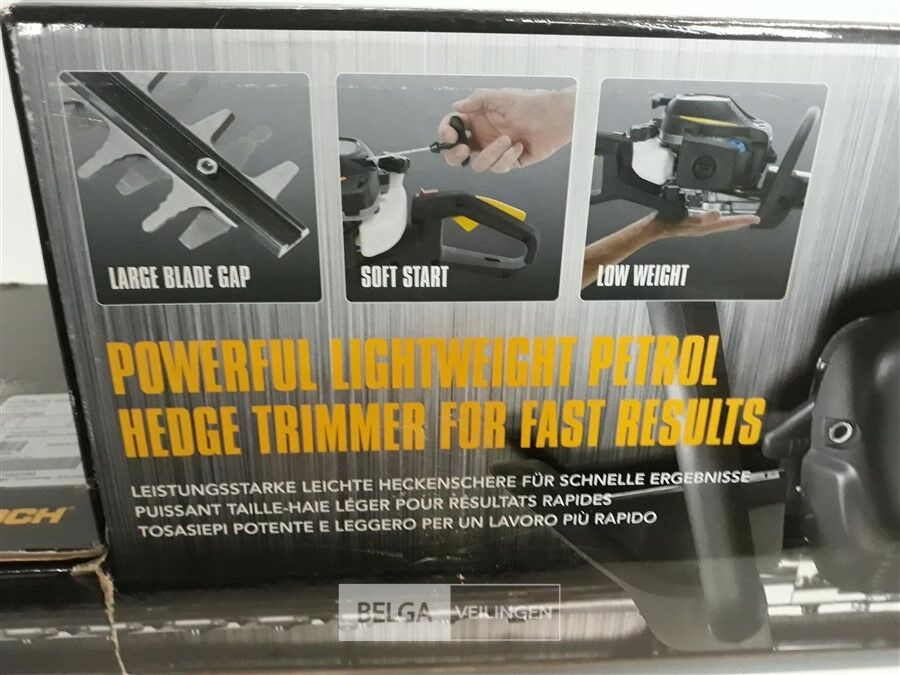 LARGE BLADE GAP
SOFT START
LOW WEIGHT
POWERFUL LIGHTWEIGHT PETROL
HEDGE TRIMMER FOR FAST RESULTS
LEISTUNGSSTARKE LEICHTE HECKENSCHERE FÜR SCHNELLE ERGEBNISSE
PUISSANT TAILLE-HAIE LÉGER POUR RÉSULTATS RAPIDES
TOSASIEPI POTENTE E LEGGERO PER UN LAVORO PIÙ RAPIDO
OCH
BELGA VEILINGEN